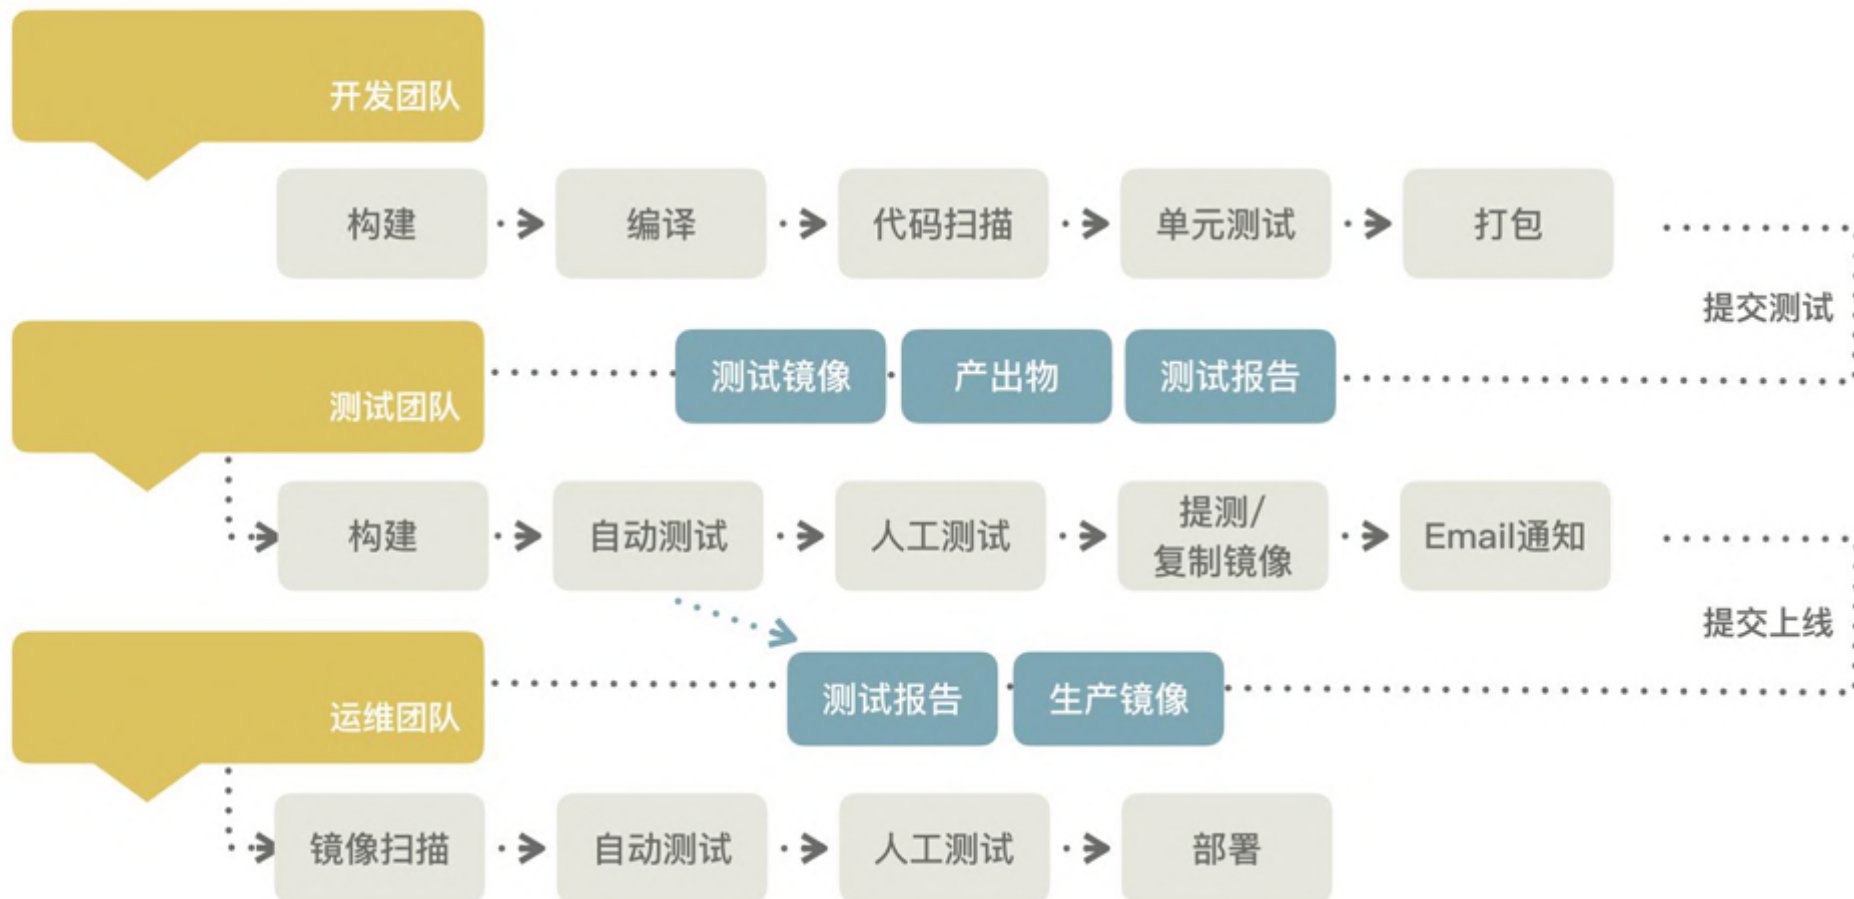 开发团队
构建
编译
代码扫描
单元测试
打包
提交测试
测试团队
测试镜像
产出物
测试报告
构建
自动测试
人工测试
提测/
复制镜像
Email通知
提交上线
运维团队
测试报告
生产镜像
镜像扫描
自动测试
人工测试
部署